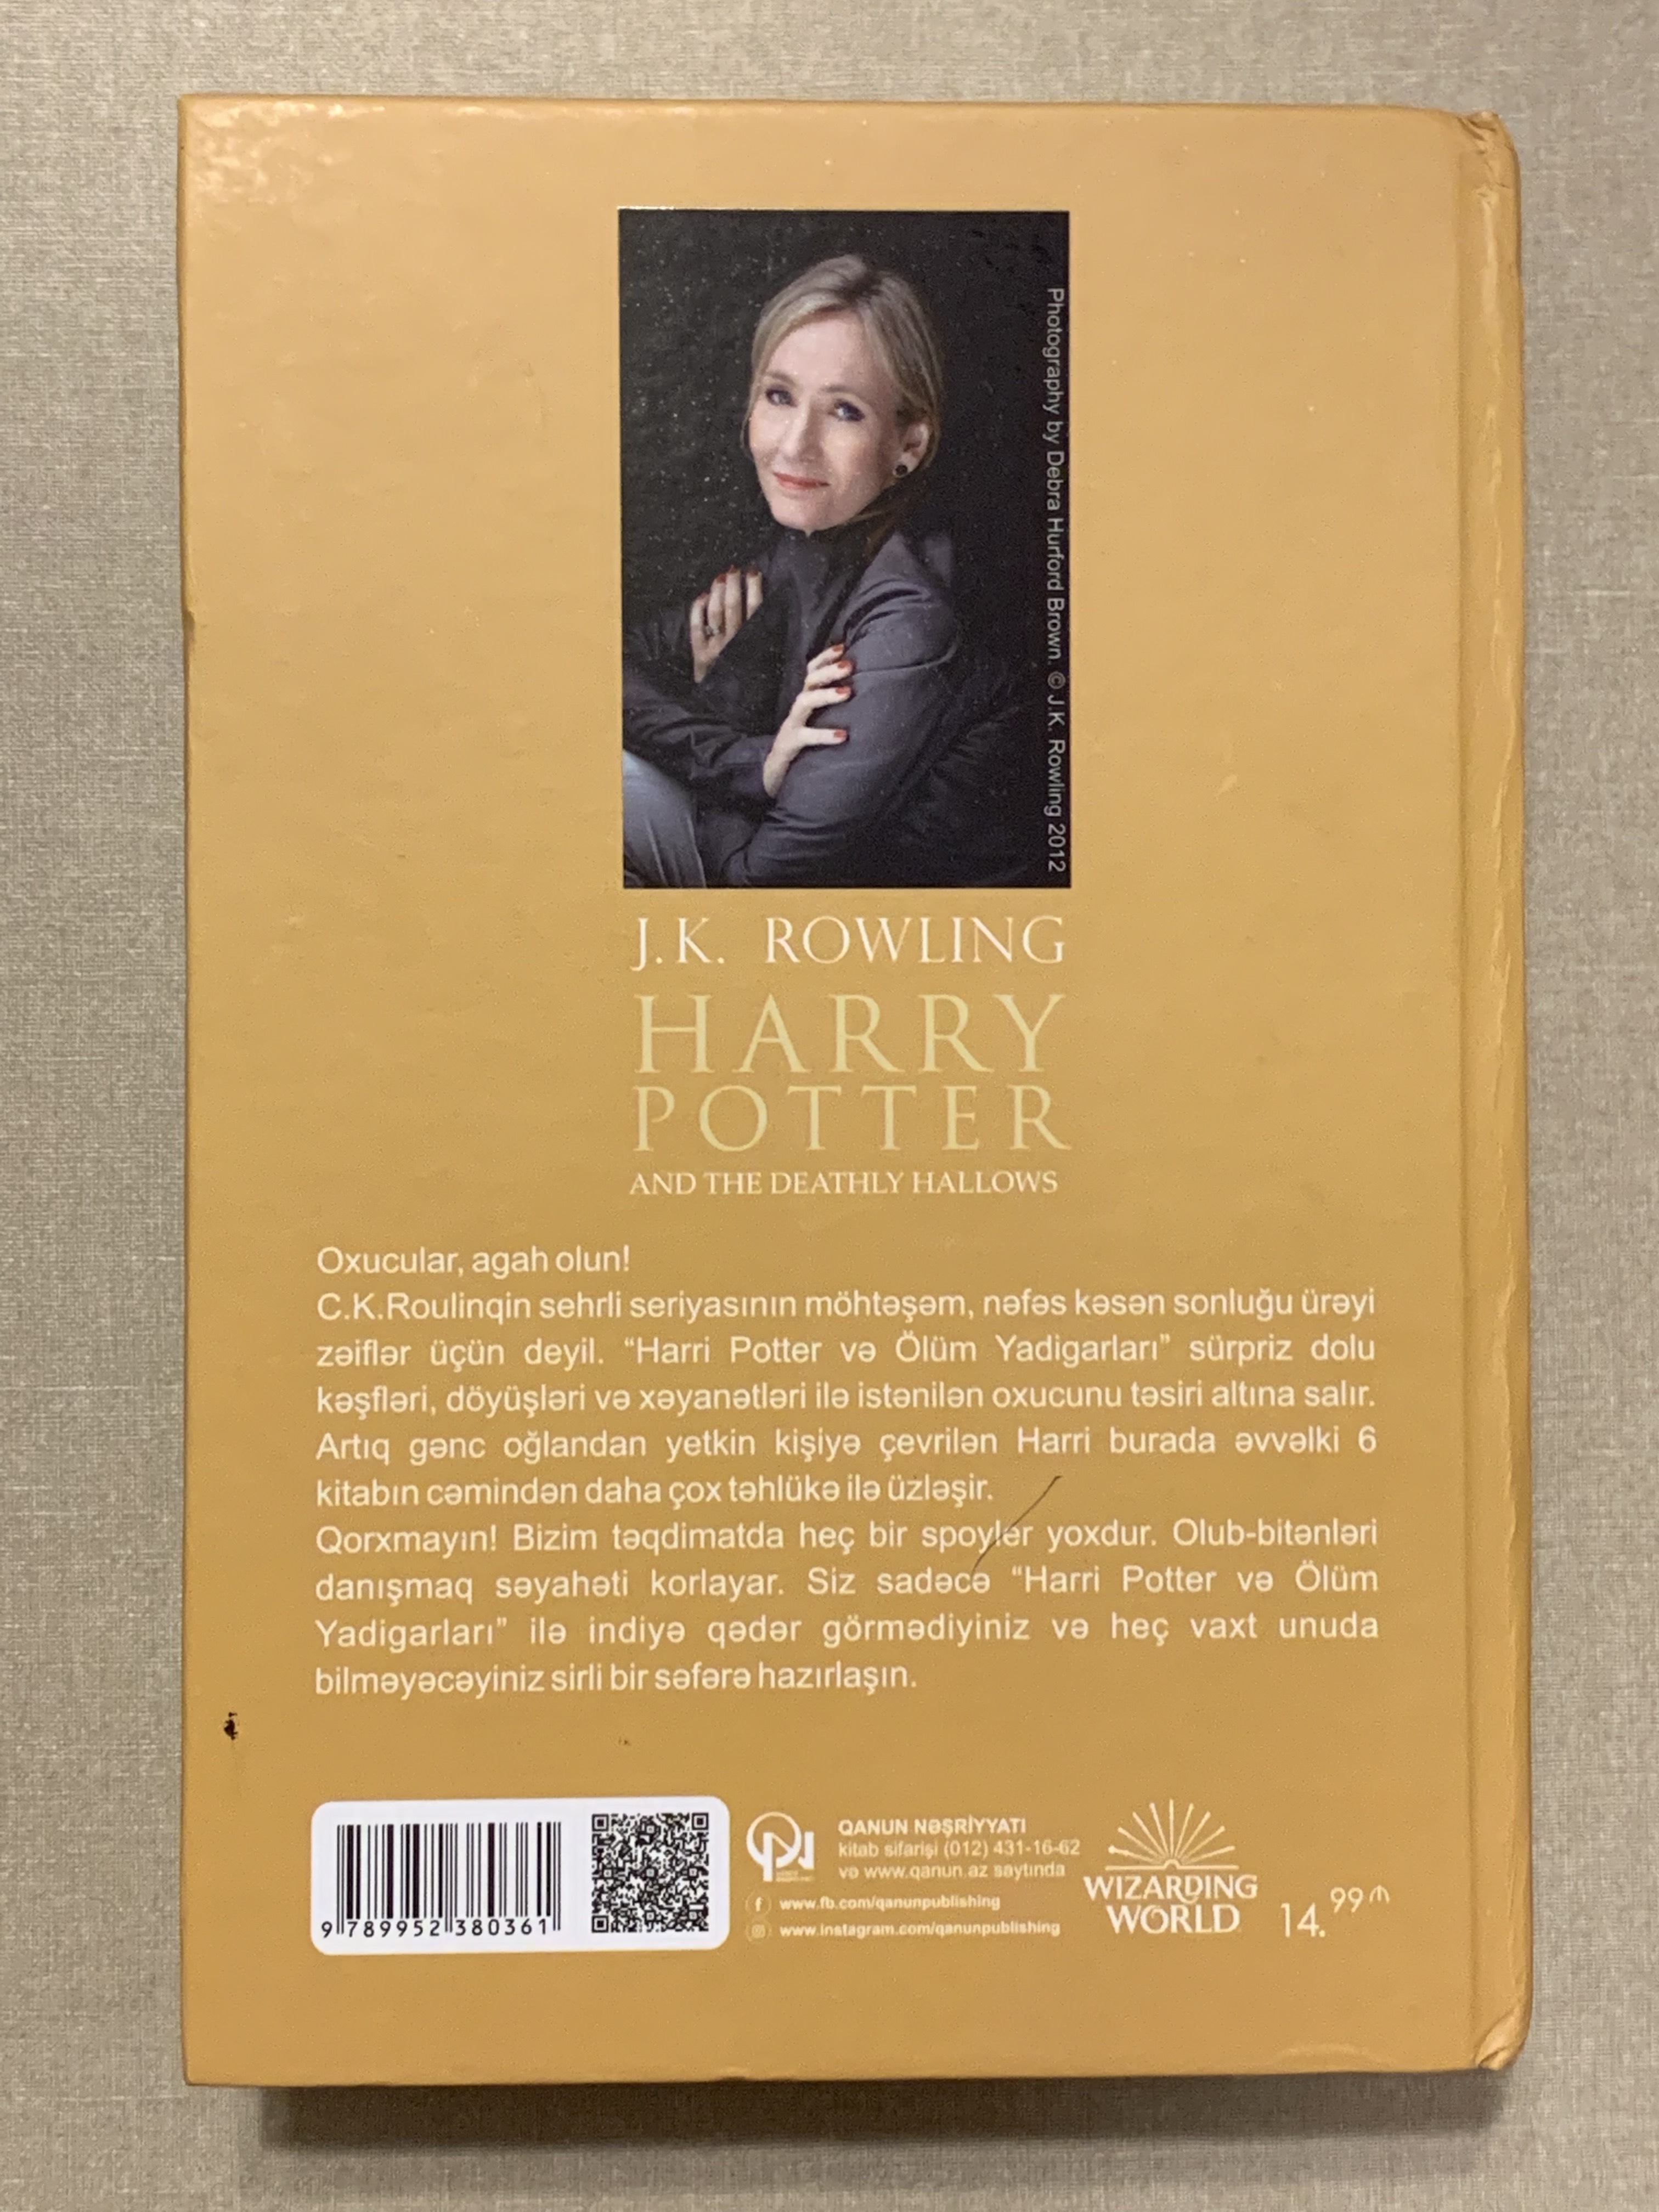 Photography by Debra Hurford Brown. © J.K. Rowling 2012
J.K. ROWLING
HARRY
POTTER
AND THE DEATHLY HALLOWS
Oxucular, agah olun!
C.K.Roulinqin sehrli seriyasının möhtəşəm, nəfəs kəsən sonluğu ürəyi
zəiflər üçün deyil. “Harri Potter və Ölüm Yadigarları” sürpriz dolu
kəşfləri, döyüşləri və xəyanətləri ilə istənilən oxucunu təsiri altına salır.
Artıq gənc oğlandan yetkin kişiyə çevrilən Harri burada əvvəlki 6
kitabın cəmindən daha çox təhlükə ilə üzləşir.
Qorxmayın! Bizim təqdimatda heç bir spoyler yoxdur. Olub-bitənləri
danışmaq səyahəti korlayar. Siz sadəcə “Harri Potter və Ölüm
Yadigarları” ilə indiyə qədər görmədiyiniz və heç vaxt unuda
bilməyəcəyiniz sirli bir səfərə hazırlaşın.
9 789952 380361
QANUN NƏŞRİYYATI
kitab sifarişi (012) 431-16-62
və www.qanun.az saytında
www.fb.com/qanunpublishing
www.instagram.com/qanunpublishing
WIZARDING
WORLD
14.99 ₼